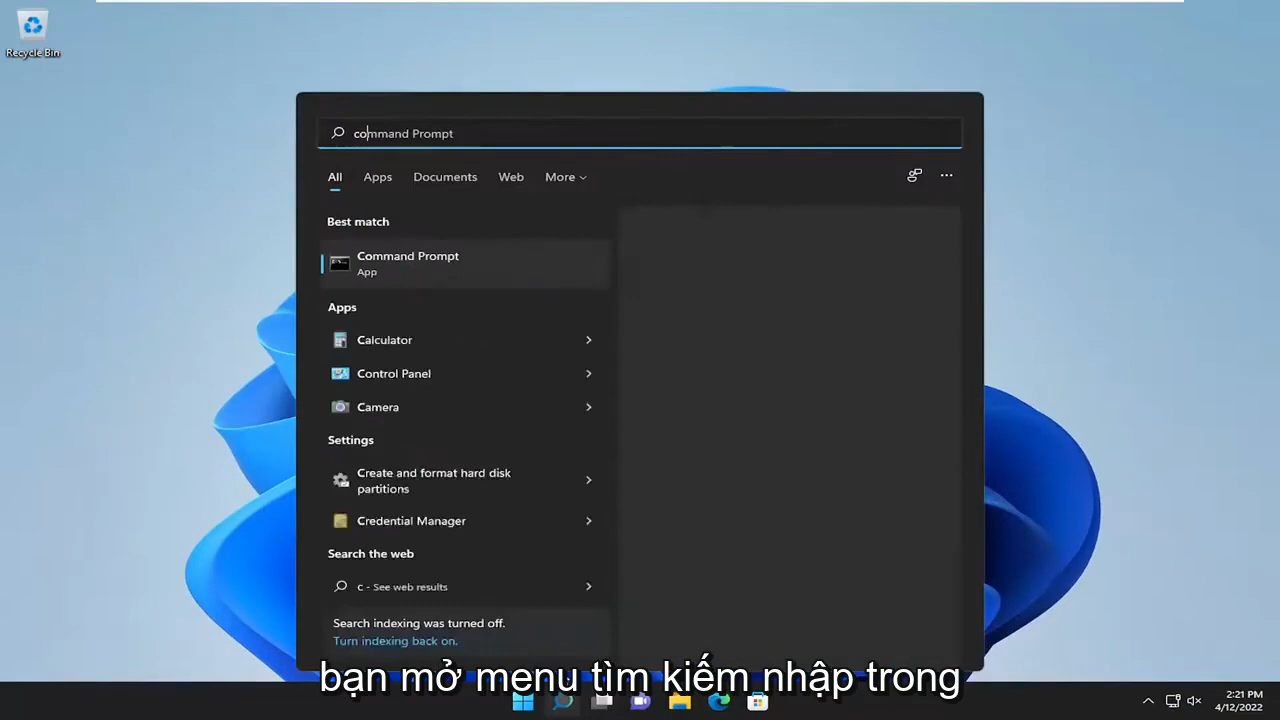 Recycle Bin
command Prompt
All Apps Documents Web More
Best match
Command Prompt
App
Apps
Calculator
Control Panel
Camera
Settings
Create and format hard disk
partitions
Credential Manager
Search the web
c - See web results
Search indexing was turned off.
Turn indexing back on.
bạn mở menu tìm kiếm nhập trong
2:21 PM
4/12/2022